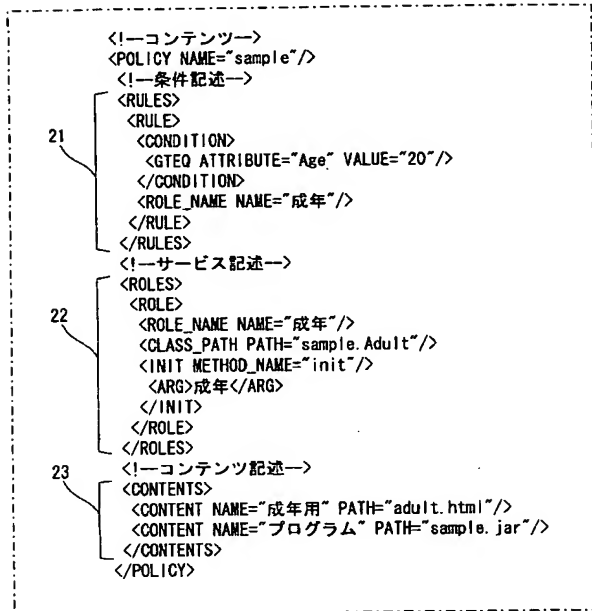 <!—コンテンツ—>
<POLICY NAME="sample"/>
<!—条件記述—>
21
<RULES>
<RULE>
<CONDITION>
<GTEQ ATTRIBUTE="Age" VALUE="20"/>
</CONDITION>
<ROLE_NAME NAME="成年"/>
</RULE>
</RULES>
<!—サービス記述—>
22
<ROLES>
<ROLE>
<ROLE_NAME NAME="成年"/>
<CLASS_PATH PATH="sample.Adult"/>
<INIT METHOD_NAME="init"/>
<ARG>成年</ARG>
</INIT>
</ROLE>
</ROLES>
<!—コンテンツ記述—>
23
<CONTENTS>
<CONTENT NAME="成年用" PATH="adult.html"/>
<CONTENT NAME="プログラム" PATH="sample.jar"/>
</CONTENTS>
</POLICY>